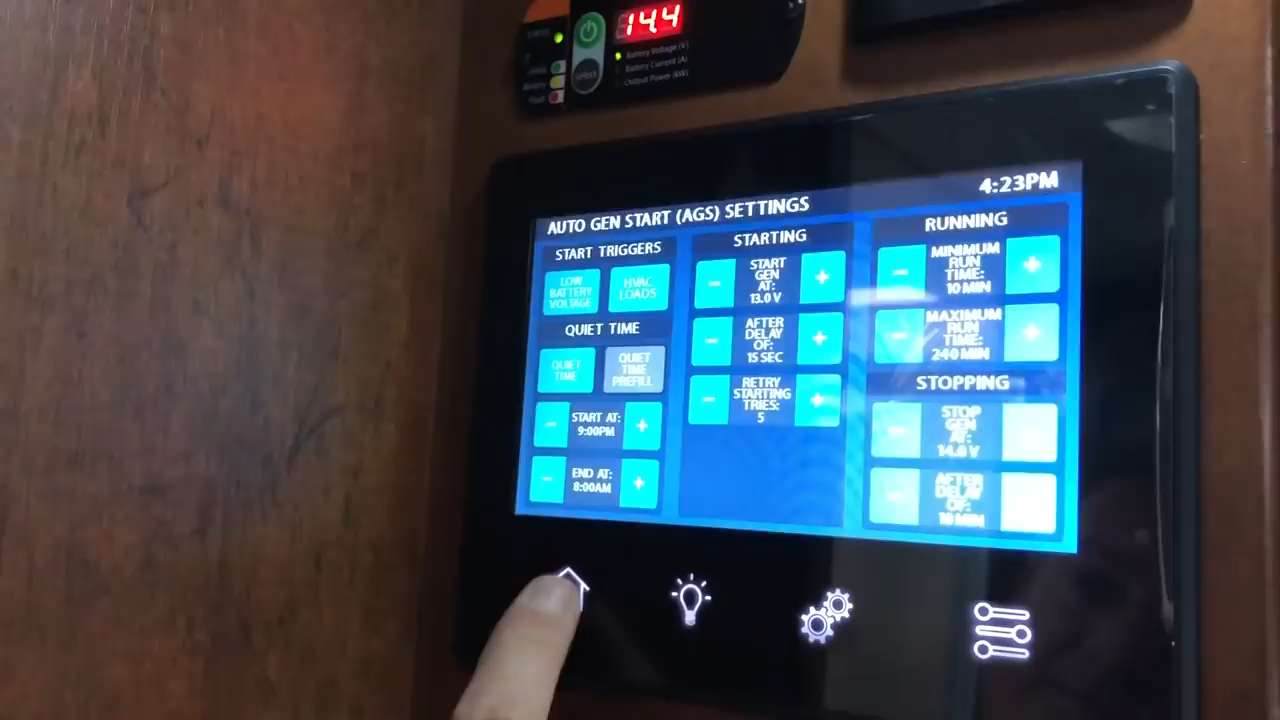 14.4
Battery Voltage (V)
Battery Current (A)
Output Power (kW)
select
4:23PM
AUTO GEN START (AGS) SETTINGS
START TRIGGERS
LOW
BATTERY
VOLTAGE
HVAC
LOADS
QUIET TIME
QUIET
TIME
QUIET
TIME
PREFILL
-
START AT:
9:00PM
+
-
END AT:
8:00AM
+
STARTING
-
START
GEN
AT:
13.0 V
+
-
AFTER
DELAY
OF:
15 SEC
+
-
RETRY
STARTING
TRIES:
5
+
RUNNING
-
MINIMUM
RUN
TIME:
10 MIN
+
-
MAXIMUM
RUN
TIME:
240 MIN
+
STOPPING
-
STOP
GEN
AT:
-
AFTER
DELAY
OF:
MIN